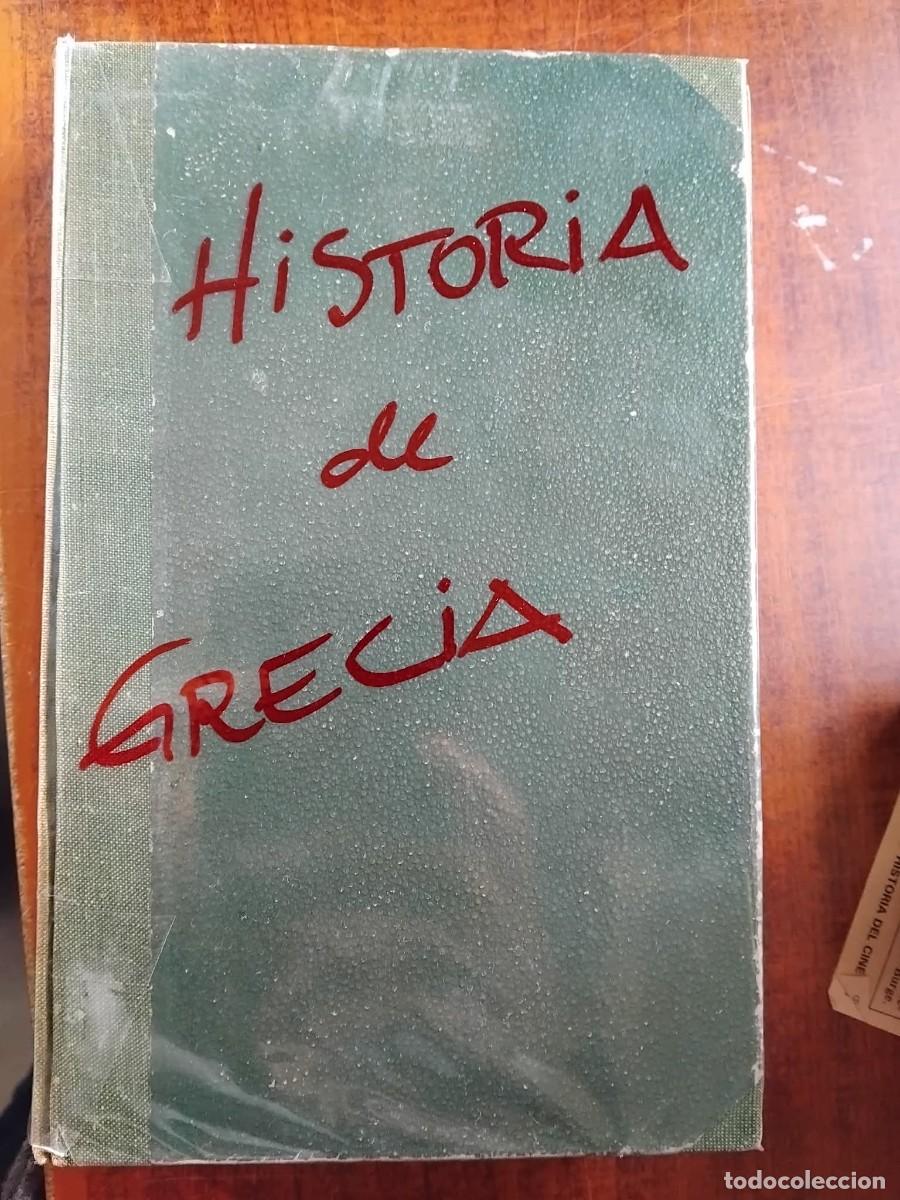 HiSTORiA
de
GRECiA
HISTORIA DEL CINE
todocoleccion